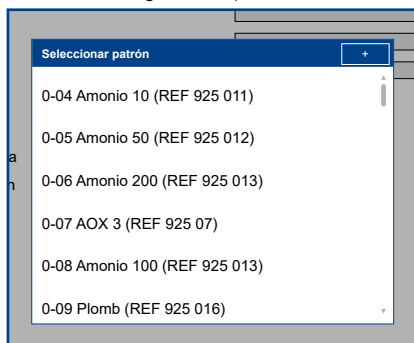 Seleccionar patrón
+
0-04 Amonio 10 (REF 925 011)
0-05 Amonio 50 (REF 925 012)
a
0-06 Amonio 200 (REF 925 013)
n
0-07 AOX 3 (REF 925 07)
0-08 Amonio 100 (REF 925 013)
0-09 Plomb (REF 925 016)